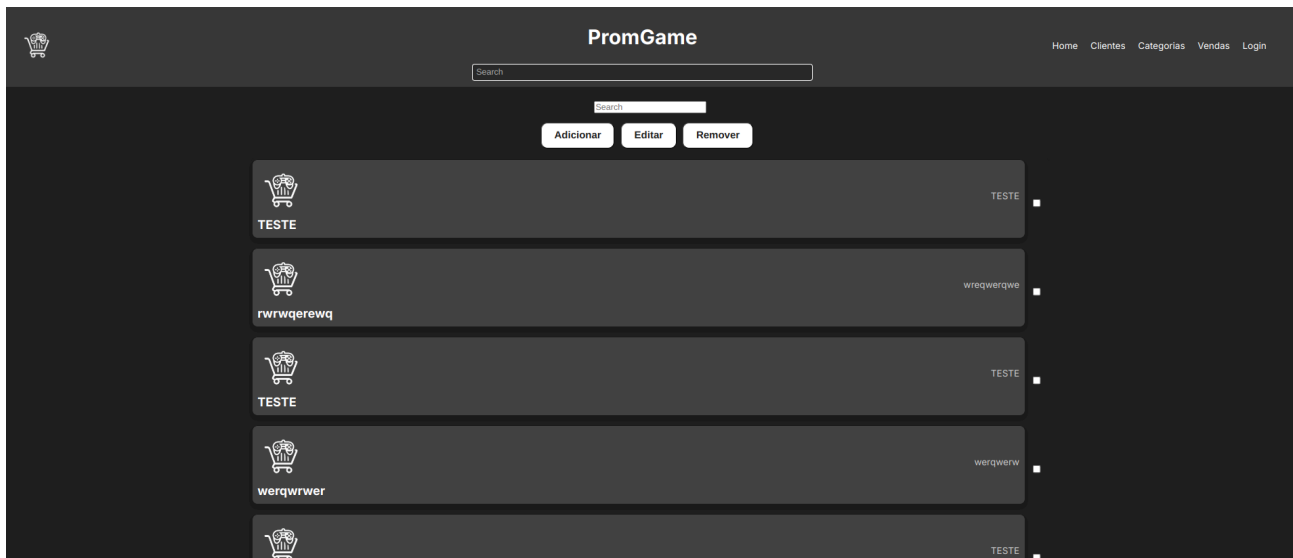 PromGame
Home Clientes Categorias Vendas Login
Search
Search
Adicionar Editar Remover
TESTE
TESTE
wreqwerqwe
rwrwqerewq
TESTE
TESTE
werqwerw
werqwrwer
TESTE